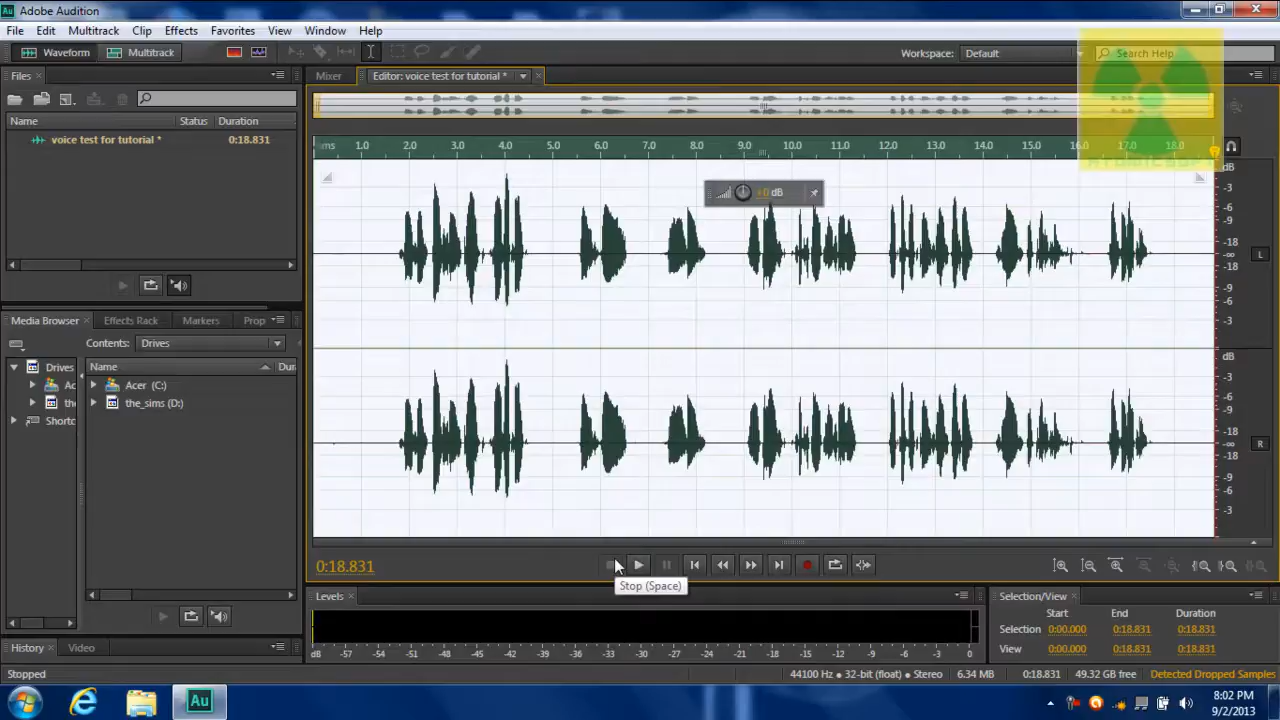 Adobe Audition
File Edit Multitrack Clip Effects Favorites View Window Help
Waveform Multitrack Workspace: Default Search Help
Files Mixer Editor: voice test for tutorial *
Name Status Duration
voice test for tutorial * 0:18.831
hms 1.0 2.0 3.0 4.0 5.0 6.0 7.0 8.0 9.0 10.0 11.0 12.0 13.0 14.0 15.0 16.0 17.0 18.0
ATOMICSOFT
+0 dB
dB
-3
-6
-9
-18
-∞
-18
-9
-6
-3
L
dB
-3
-6
-9
-18
-∞
-18
-9
-6
-3
R
Media Browser Effects Rack Markers Prop
Contents: Drives
Drives
Ac
the
Shortc
Name Dur
Acer (C:)
the_sims (D:)
0:18.831
Stop (Space)
History Video
Levels
dB -57 -54 -51 -48 -45 -42 -39 -36 -33 -30 -27 -24 -21 -18 -15 -12 -9 -6 -3 0
Selection/View
Start End Duration
Selection 0:00.000 0:18.831 0:18.831
View 0:00.000 0:18.831 0:18.831
Stopped 44100 Hz • 32-bit (float) • Stereo 6.34 MB 0:18.831 49.32 GB free Detected Dropped Samples
Au
8:02 PM
9/2/2013